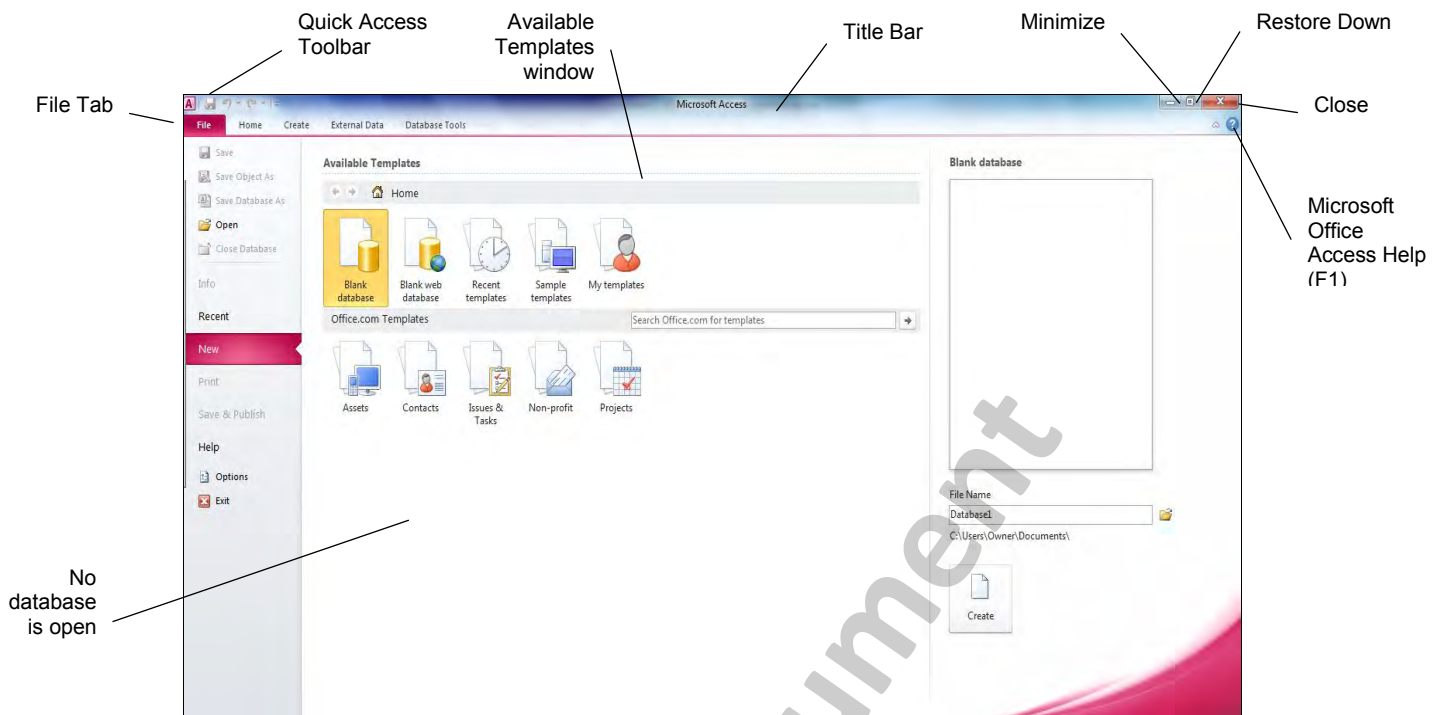 Quick Access
Toolbar
Available
Templates
window
Title Bar
Minimize
Restore Down
File Tab
Close
Microsoft
Office
Access Help
(F1)
No
database
is open
A
Microsoft Access
File Home Create External Data Database Tools
?
Save
Save Object As
Save Database As
Open
Close Database
Info
Recent
New
Print
Save & Publish
Help
Options
Exit
Available Templates
Home
Blank
database
Blank web
database
Recent
templates
Sample
templates
My templates
Office.com Templates
Search Office.com for templates
Assets
Contacts
Issues &
Tasks
Non-profit
Projects
Blank database
File Name
Database1
C:\Users\Owner\Documents\
Create
ument